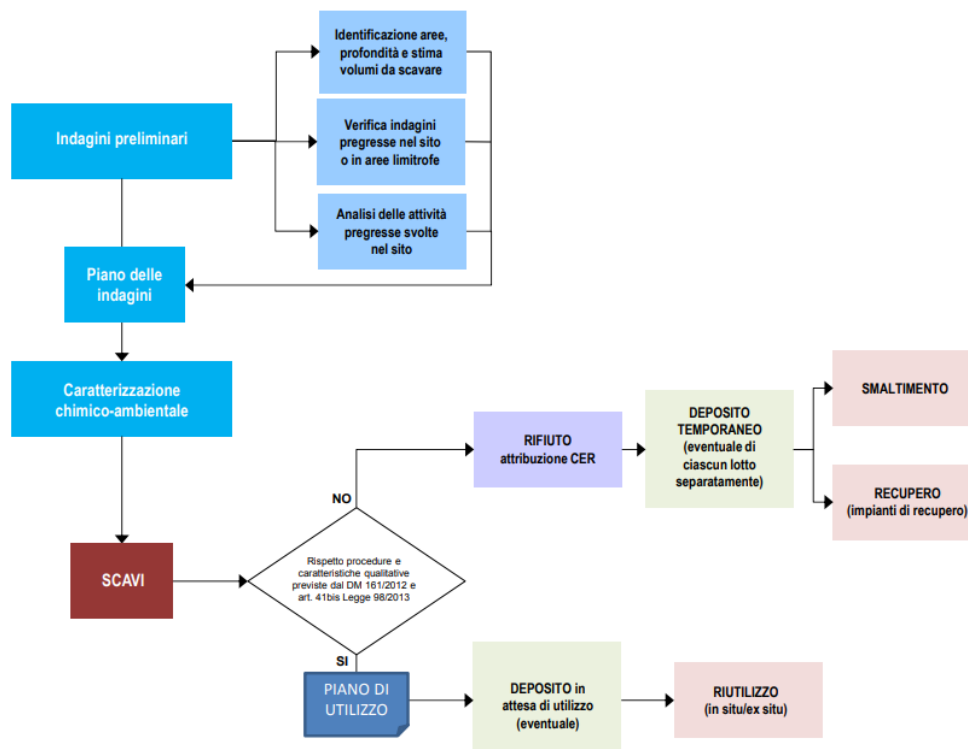 Identificazione aree,
profondità e stima
volumi da scavare
Indagini preliminari
Verifica indagini
pregresse nel sito
o in aree limitrofe
Analisi delle attività
pregresse svolte
nel sito
Piano delle
indagini
Caratterizzazione
chimico-ambientale
SCAVI
NO
Rispetto procedure e
caratteristiche qualitative
previste dal DM 161/2012 e
art. 41bis Legge 98/2013
SI
RIFIUTO
attribuzione CER
DEPOSITO
TEMPORANEO
(eventuale di
ciascun lotto
separatamente)
SMALTIMENTO
RECUPERO
(impianti di recupero)
PIANO DI
UTILIZZO
DEPOSITO in
attesa di utilizzo
(eventuale)
RIUTILIZZO
(in situ/ex situ)